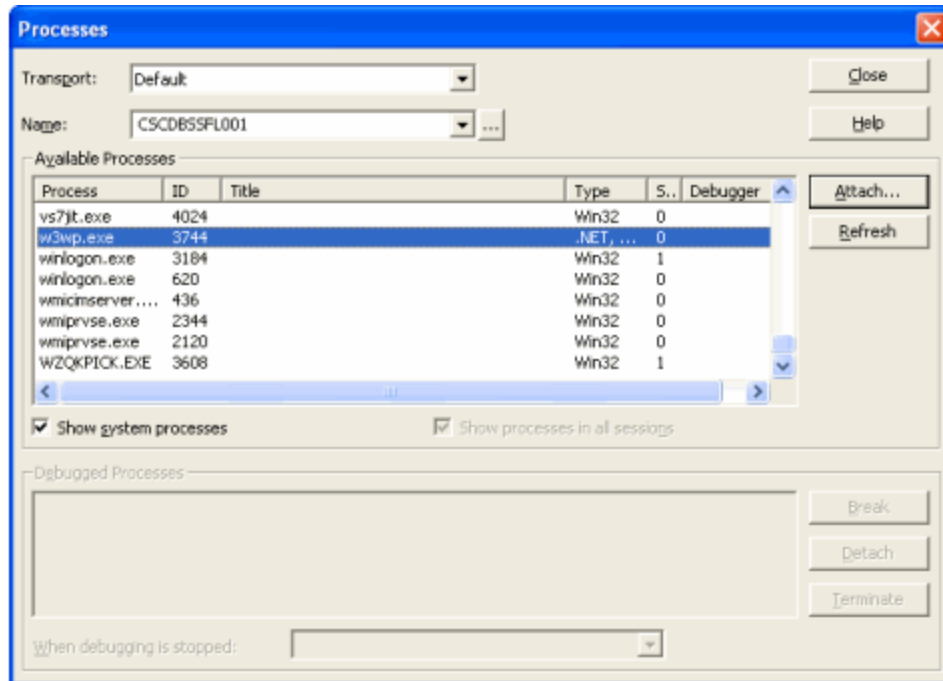 Processes
Transport: Default Close
Name: CSCDBSSFL001 ... Help
Available Processes
Process ID Title Type S.. Debugger Attach...
vs7jit.exe 4024 Win32 0
w3wp.exe 3744 .NET, ... 0 Refresh
winlogon.exe 3184 Win32 1
winlogon.exe 620 Win32 0
wmicimserver.... 436 Win32 0
wmiprvse.exe 2344 Win32 0
wmiprvse.exe 2120 Win32 0
WZQKPICK.EXE 3608 Win32 1
Show system processes Show processes in all sessions
Debugged Processes
Break
Detach
Terminate
When debugging is stopped: